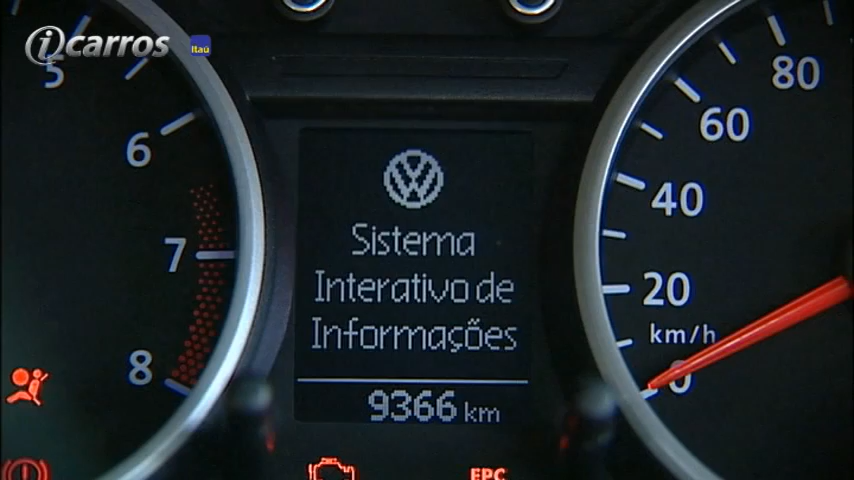 icarros
Itaú
5
6
7
8
Sistema
Interativo de
Informações
9366 km
80
60
40
20
km/h
0
EPC